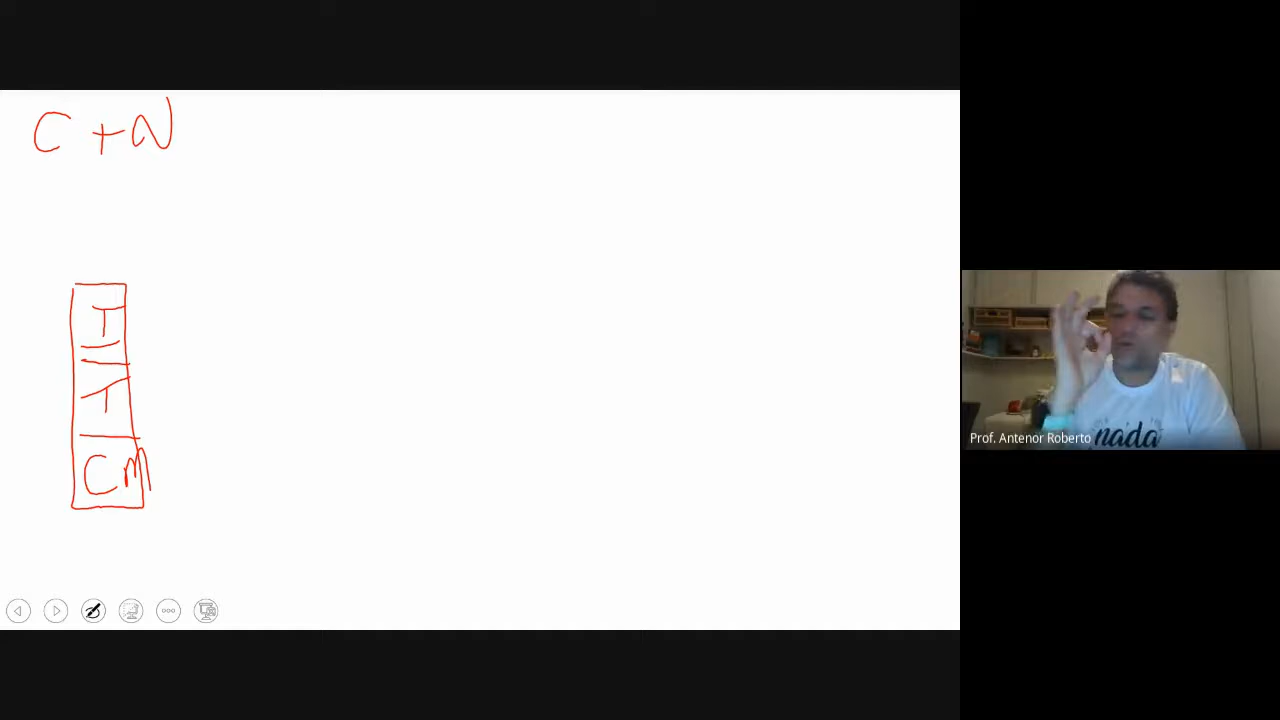 C + N
T
T
CM
Prof. Antenor Roberto
nada